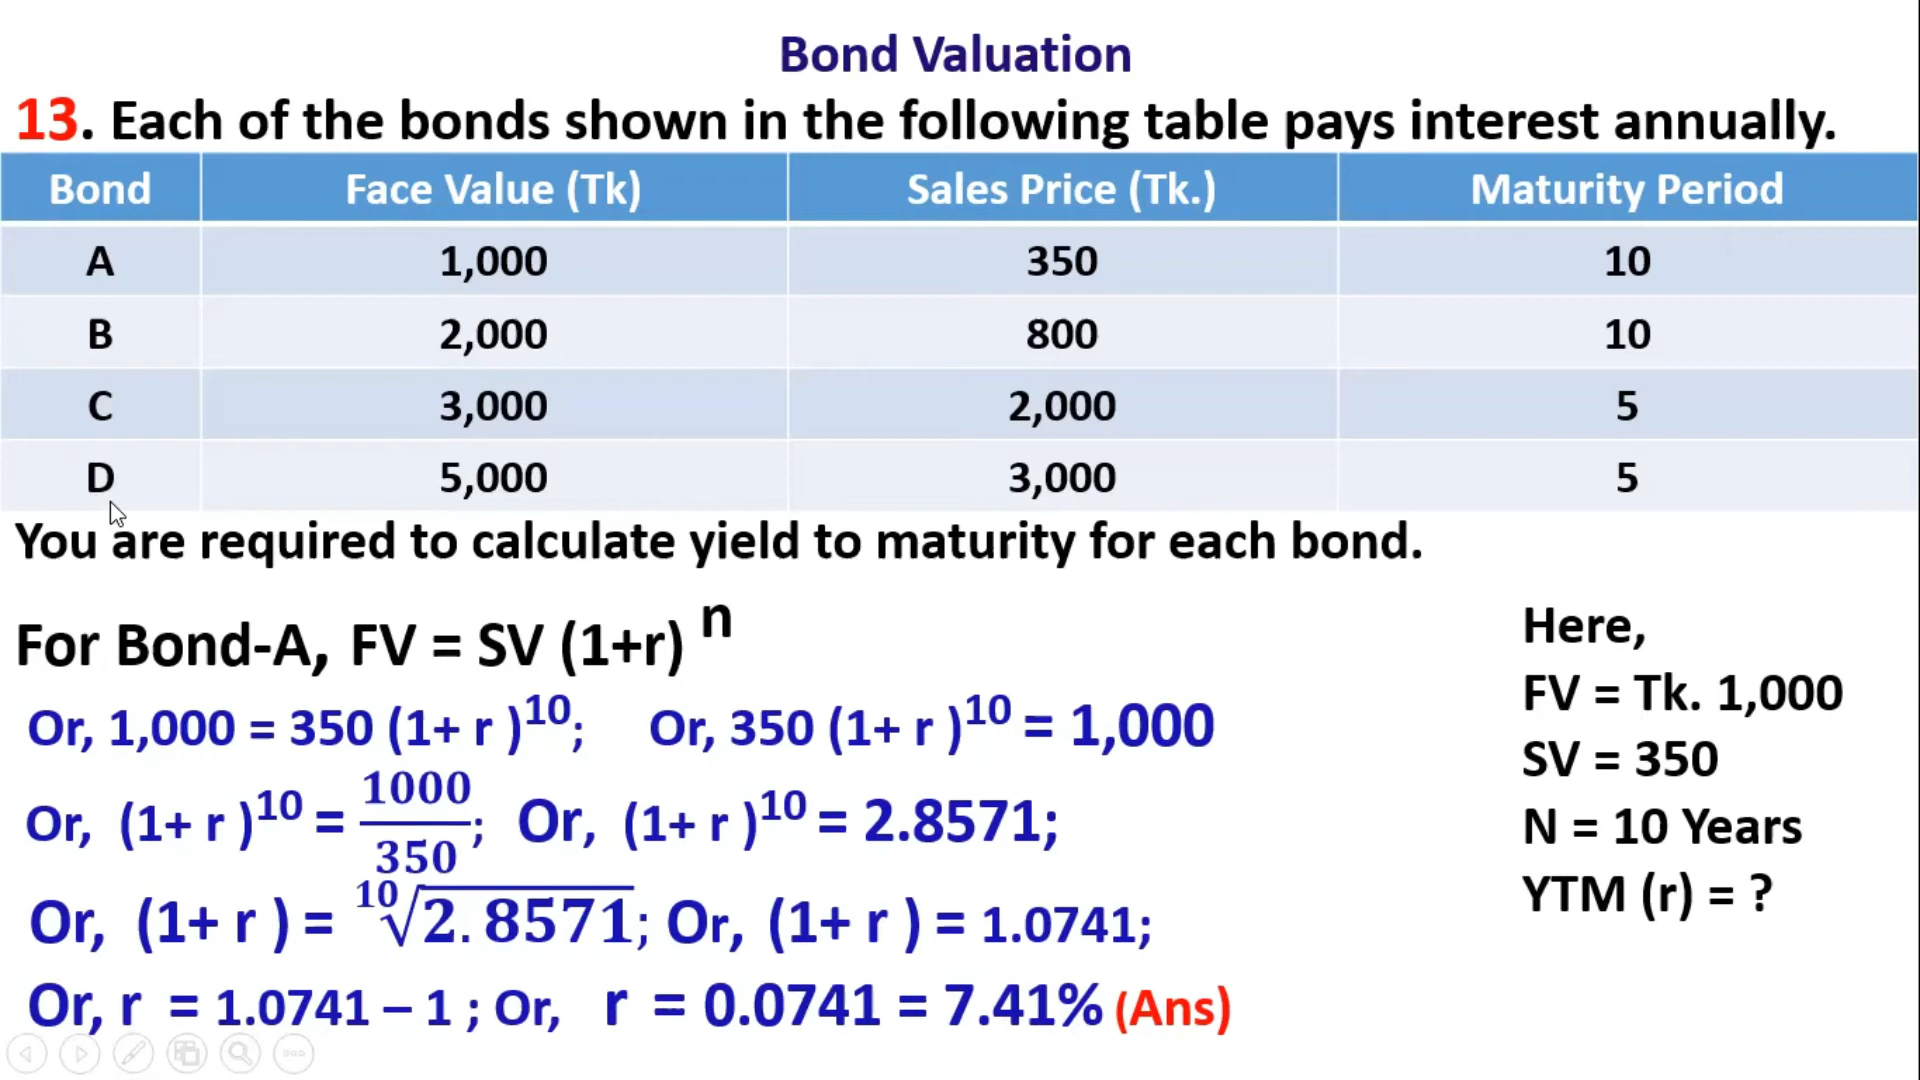 Bond Valuation
13. Each of the bonds shown in the following table pays interest annually.
Bond Face Value (Tk) Sales Price (Tk.) Maturity Period
A 1,000 350 10
B 2,000 800 10
C 3,000 2,000 5
D 5,000 3,000 5
You are required to calculate yield to maturity for each bond.
For Bond-A, FV = SV (1+r) ⁿ
Or, 1,000 = 350 (1+ r )¹⁰; Or, 350 (1+ r )¹⁰ = 1,000
Or, (1+ r )¹⁰ = 1000/350; Or, (1+ r )¹⁰ = 2.8571;
Or, (1+ r ) = ¹⁰√2.8571; Or, (1+ r ) = 1.0741;
Or, r = 1.0741 – 1 ; Or, r = 0.0741 = 7.41% (Ans)
Here,
FV = Tk. 1,000
SV = 350
N = 10 Years
YTM (r) = ?